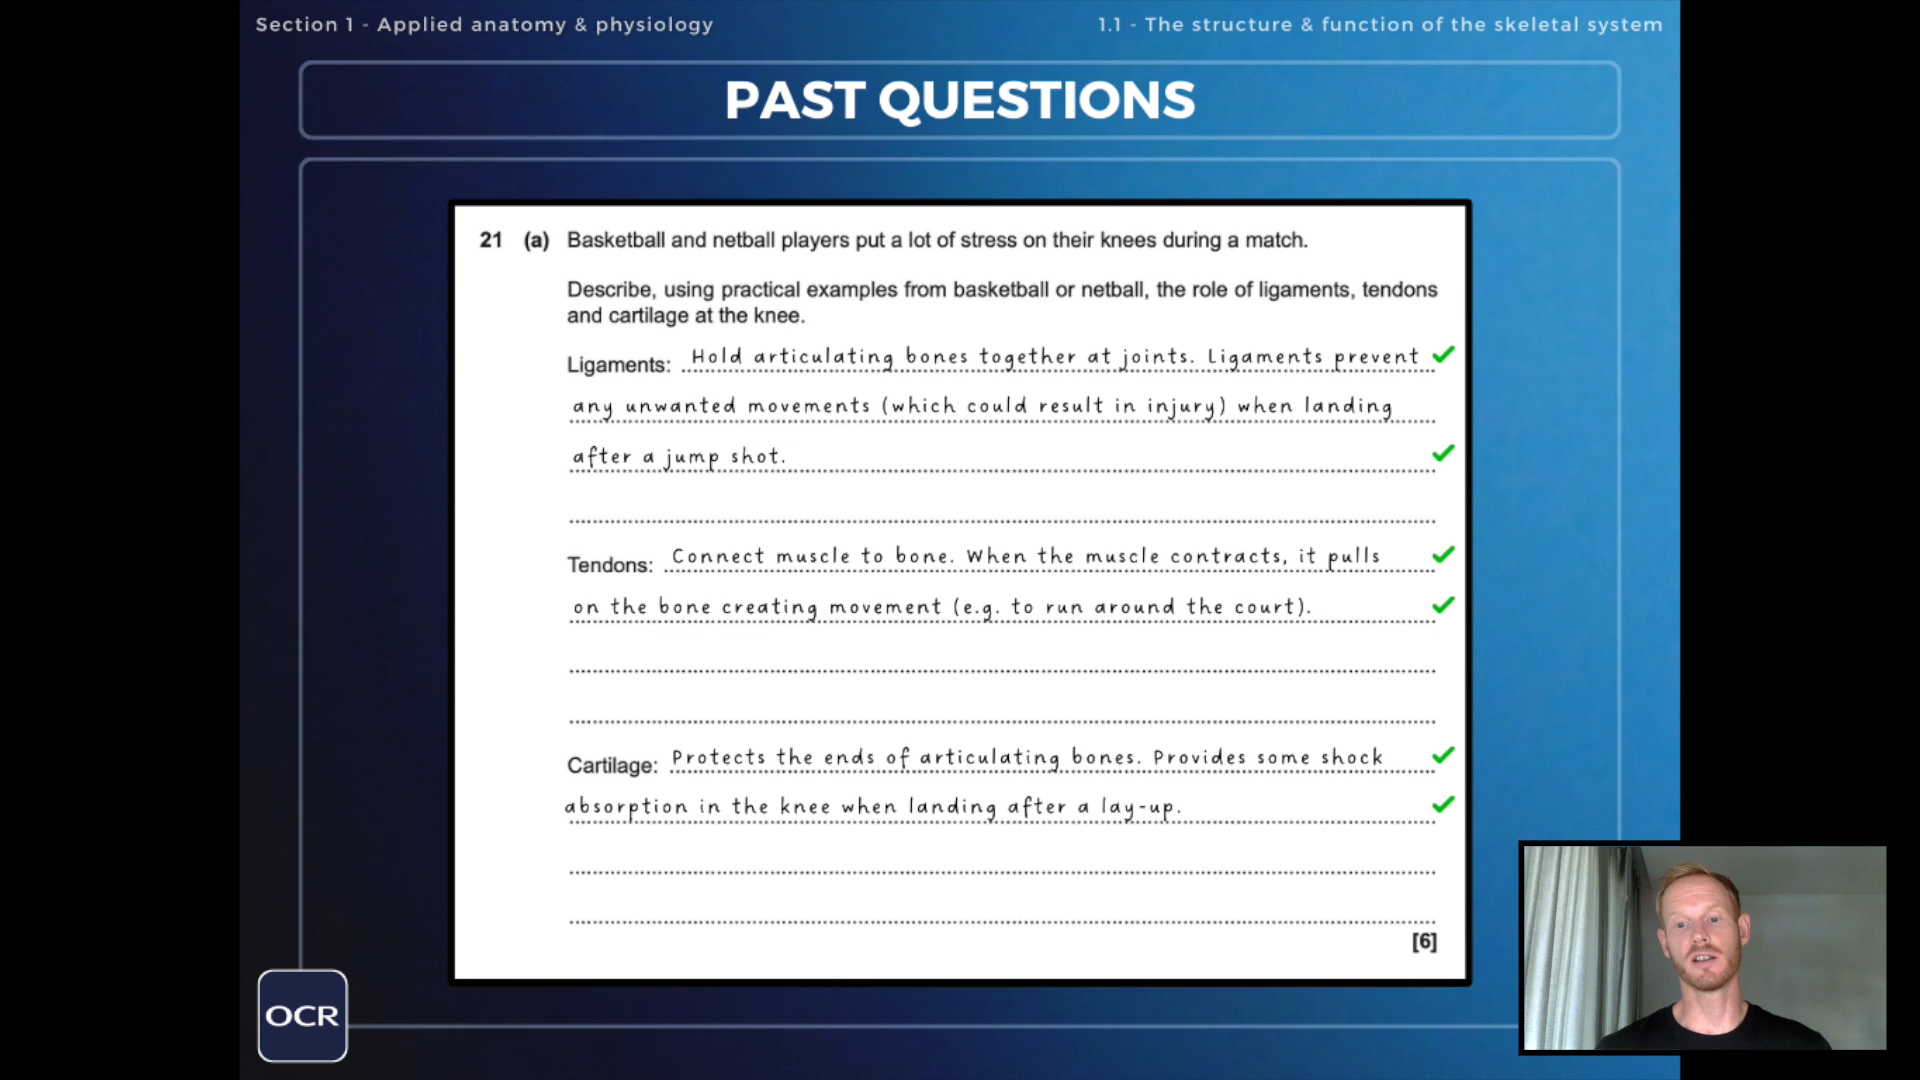 Section 1 - Applied anatomy & physiology
1.1 - The structure & function of the skeletal system
PAST QUESTIONS
21 (a) Basketball and netball players put a lot of stress on their knees during a match.
Describe, using practical examples from basketball or netball, the role of ligaments, tendons
and cartilage at the knee.
Ligaments: Hold articulating bones together at joints. Ligaments prevent
any unwanted movements (which could result in injury) when landing
after a jump shot.
Tendons: Connect muscle to bone. When the muscle contracts, it pulls
on the bone creating movement (e.g. to run around the court).
Cartilage: Protects the ends of articulating bones. Provides some shock
absorption in the knee when landing after a lay-up.
[6]
OCR